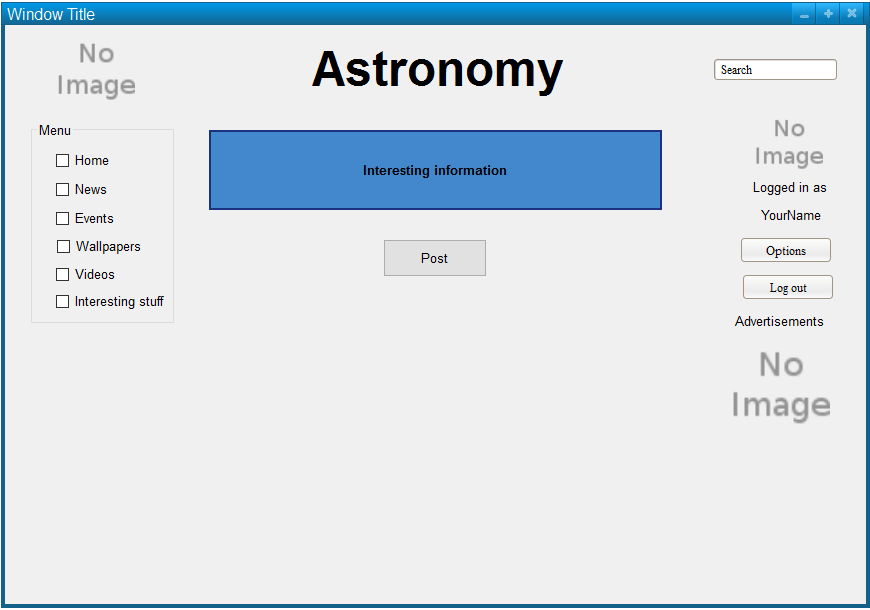 Window Title
No
Image
Astronomy
Search
Menu
Home
News
Events
Wallpapers
Videos
Interesting stuff
Interesting information
Post
No
Image
Logged in as
YourName
Options
Log out
Advertisements
No
Image